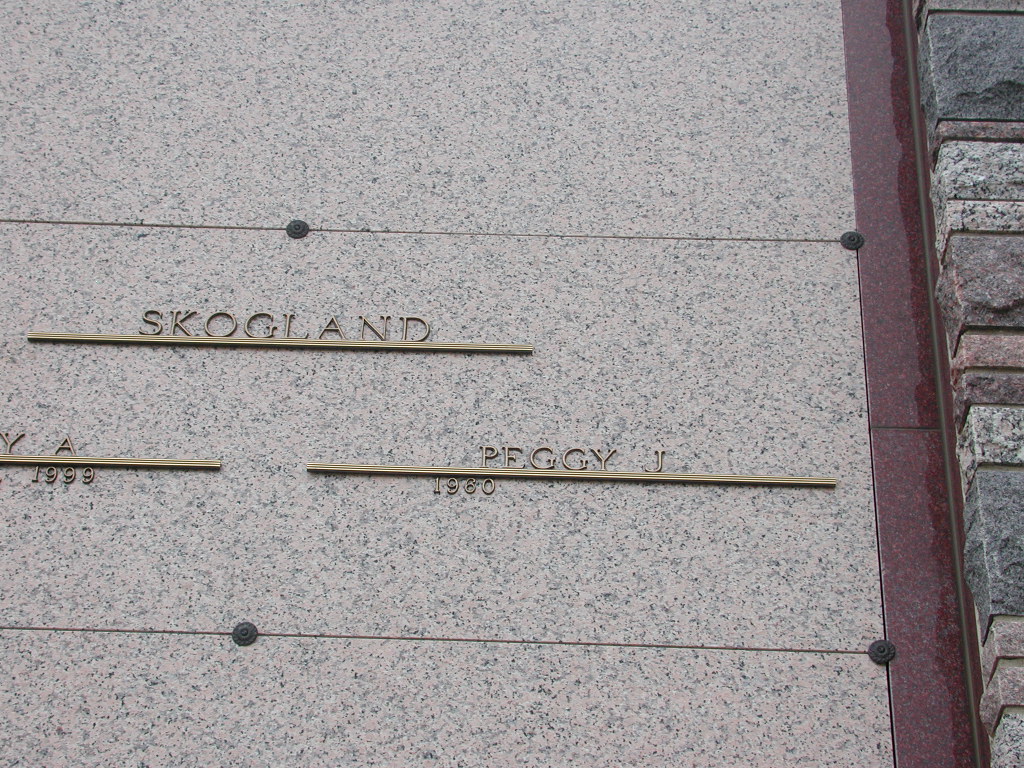 SKOGLAND
Y A
1999
PEGGY J
1960